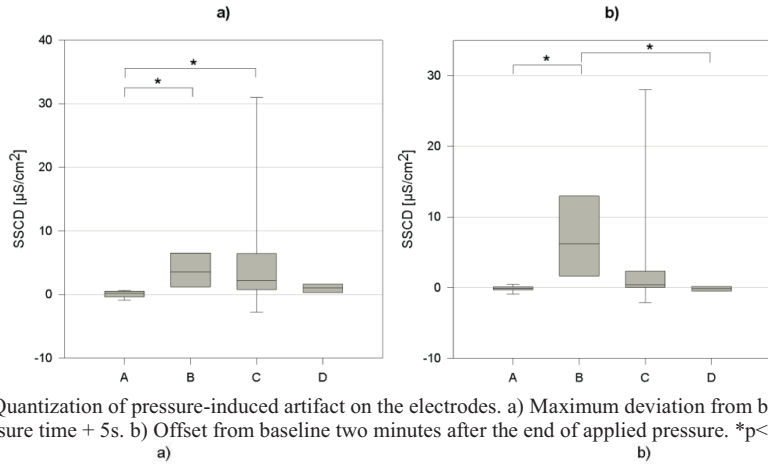 a) b)
40
30
20
10
0
-10
SSCD [µS/cm²]
* *
A B C D
30
20
10
0
-10
SSCD [µS/cm²]
* *
A B C D
Quantization of pressure-induced artifact on the electrodes. a) Maximum deviation from
time + 5s. b) Offset from baseline two minutes after the end of applied pressure. *p<
a) b)